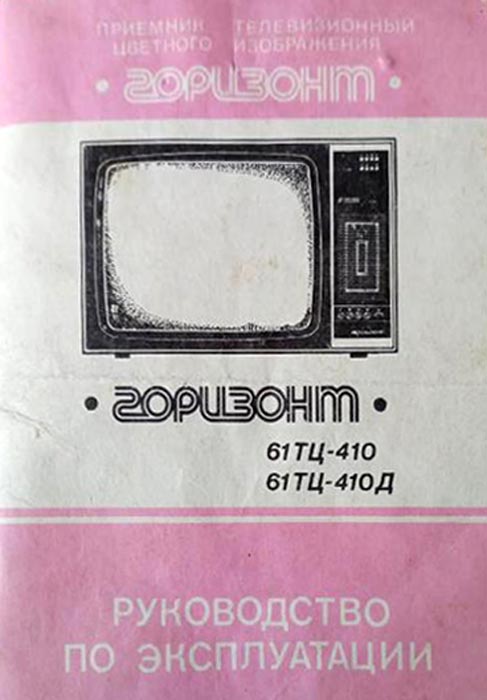 ПРИЕМНИК ТЕЛЕВИЗИОННЫЙ
ЦВЕТНОГО ИЗОБРАЖЕНИЯ
• ГОРИЗОНТ •
• ГОРИЗОНТ •
61ТЦ-410
61ТЦ-410Д
РУКОВОДСТВО
ПО ЭКСПЛУАТАЦИИ